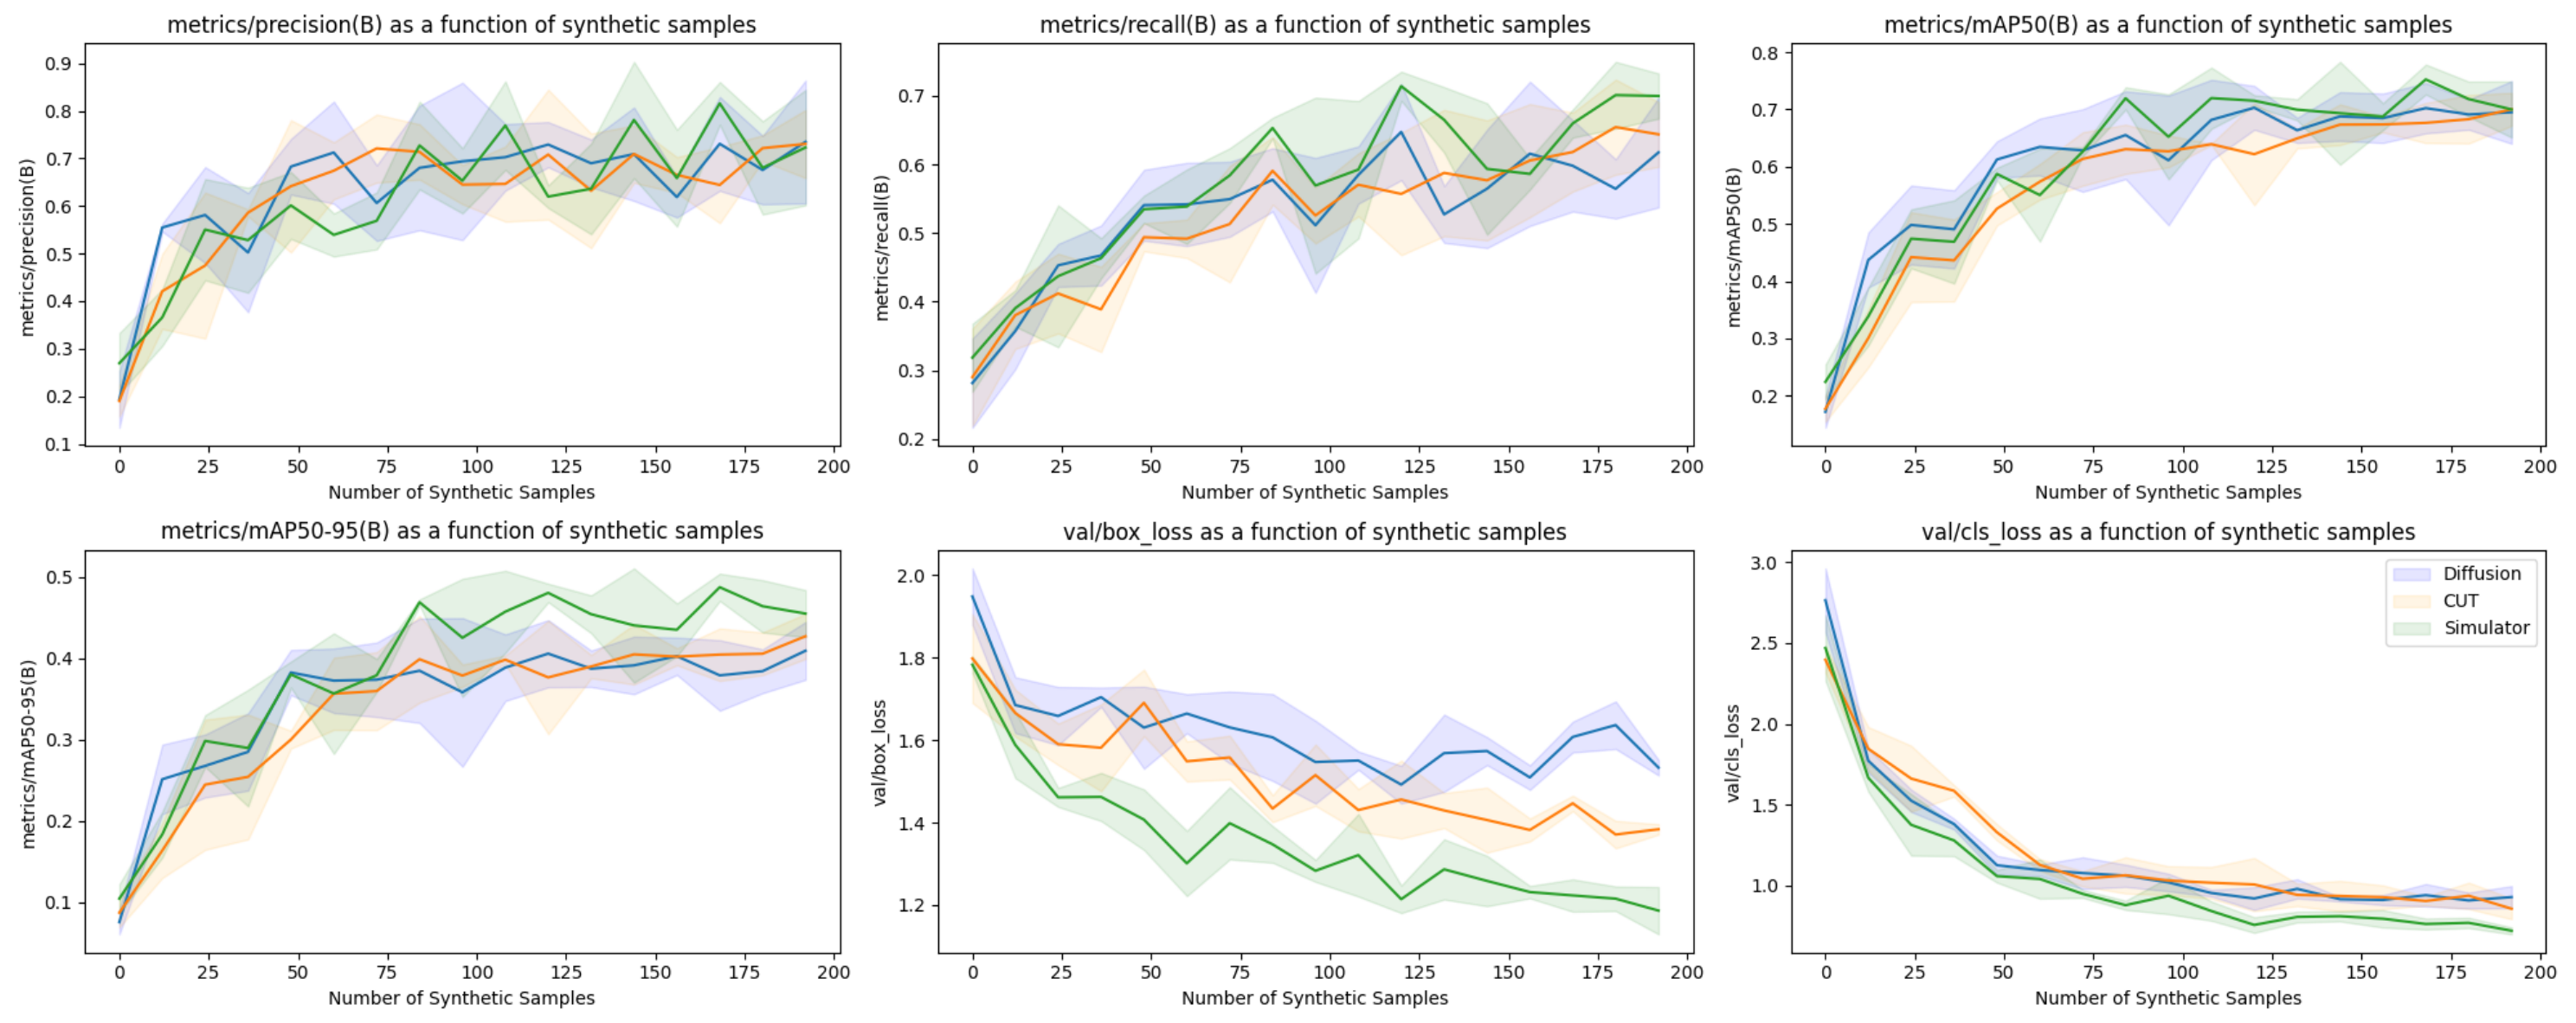 metrics/precision(B) as a function of synthetic samples
metrics/precision(B)
0.9
0.8
0.7
0.6
0.5
0.4
0.3
0.2
0.1
0 25 50 75 100 125 150 175 200
Number of Synthetic Samples
metrics/recall(B) as a function of synthetic samples
metrics/recall(B)
0.7
0.6
0.5
0.4
0.3
0.2
0 25 50 75 100 125 150 175 200
Number of Synthetic Samples
metrics/mAP50(B) as a function of synthetic samples
metrics/mAP50(B)
0.8
0.7
0.6
0.5
0.4
0.3
0.2
0 25 50 75 100 125 150 175 200
Number of Synthetic Samples
metrics/mAP50-95(B) as a function of synthetic samples
metrics/mAP50-95(B)
0.5
0.4
0.3
0.2
0.1
0 25 50 75 100 125 150 175 200
Number of Synthetic Samples
val/box_loss as a function of synthetic samples
val/box_loss
2.0
1.8
1.6
1.4
1.2
0 25 50 75 100 125 150 175 200
Number of Synthetic Samples
val/cls_loss as a function of synthetic samples
val/cls_loss
3.0
2.5
2.0
1.5
1.0
Diffusion
CUT
Simulator
0 25 50 75 100 125 150 175 200
Number of Synthetic Samples